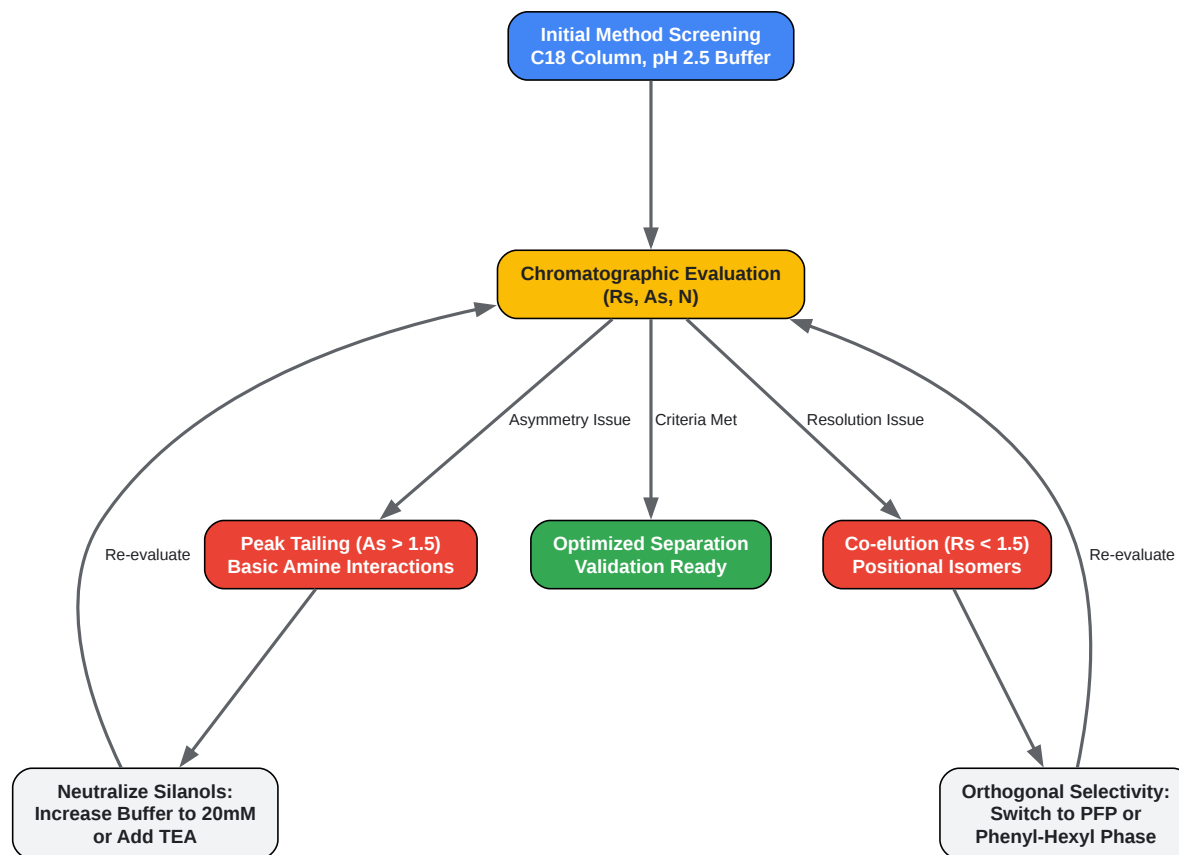 Initial Method Screening
C18 Column, pH 2.5 Buffer
Chromatographic Evaluation
(Rs, As, N)
Asymmetry Issue
Criteria Met
Resolution Issue
Re-evaluate
Peak Tailing (As > 1.5)
Basic Amine Interactions
Optimized Separation
Validation Ready
Co-elution (Rs < 1.5)
Positional Isomers
Re-evaluate
Neutralize Silanols:
Increase Buffer to 20mM
or Add TEA
Orthogonal Selectivity:
Switch to PFP or
Phenyl-Hexyl Phase